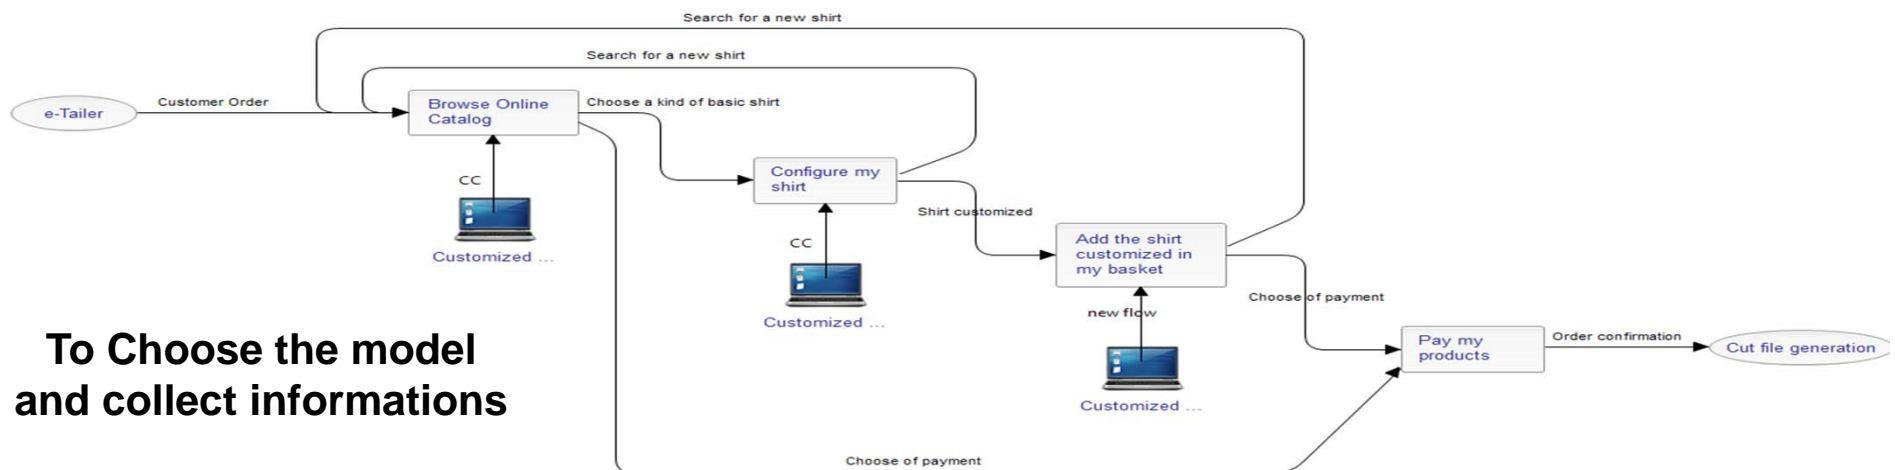 Search for a new shirt
Search for a new shirt
e-Tailer
Customer Order
Browse Online
Catalog
Choose a kind of basic shirt
CC
Customized ...
Configure my
shirt
Shirt customized
CC
Customized ...
Add the shirt
customized in
my basket
Choose of payment
new flow
Customized ...
Pay my
products
Order confirmation
Cut file generation
To Choose the model
and collect informations
Choose of payment